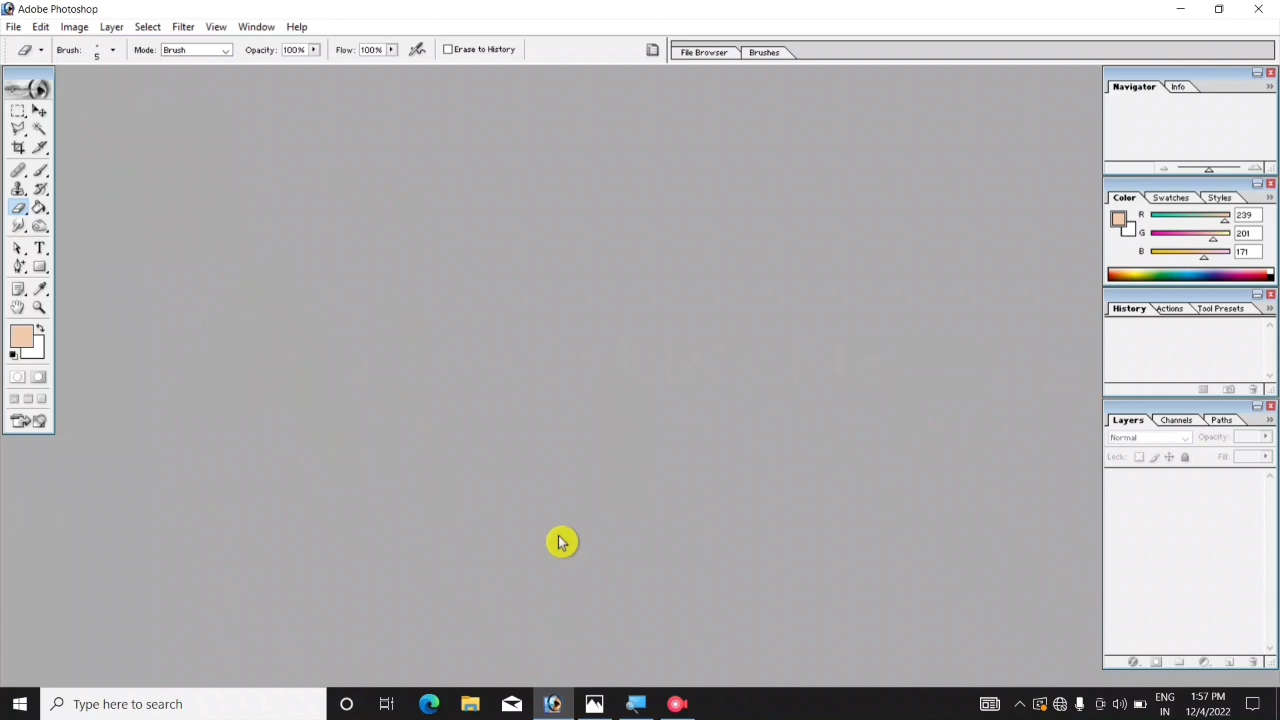 Adobe Photoshop
File Edit Image Layer Select Filter View Window Help
Brush: 5 Mode: Brush Opacity: 100% Flow: 100% Erase to History File Browser Brushes
Navigator Info
Color Swatches Styles
R 239
G 201
B 171
History Actions Tool Presets
Layers Channels Paths
Normal Opacity:
Lock: Fill:
T
Type here to search
ENG 1:57 PM
IN 12/4/2022